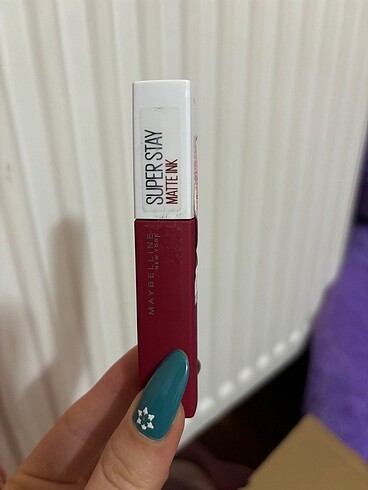 SUPER STAY
MATTE INK
MAYBELLINE
NEW YORK